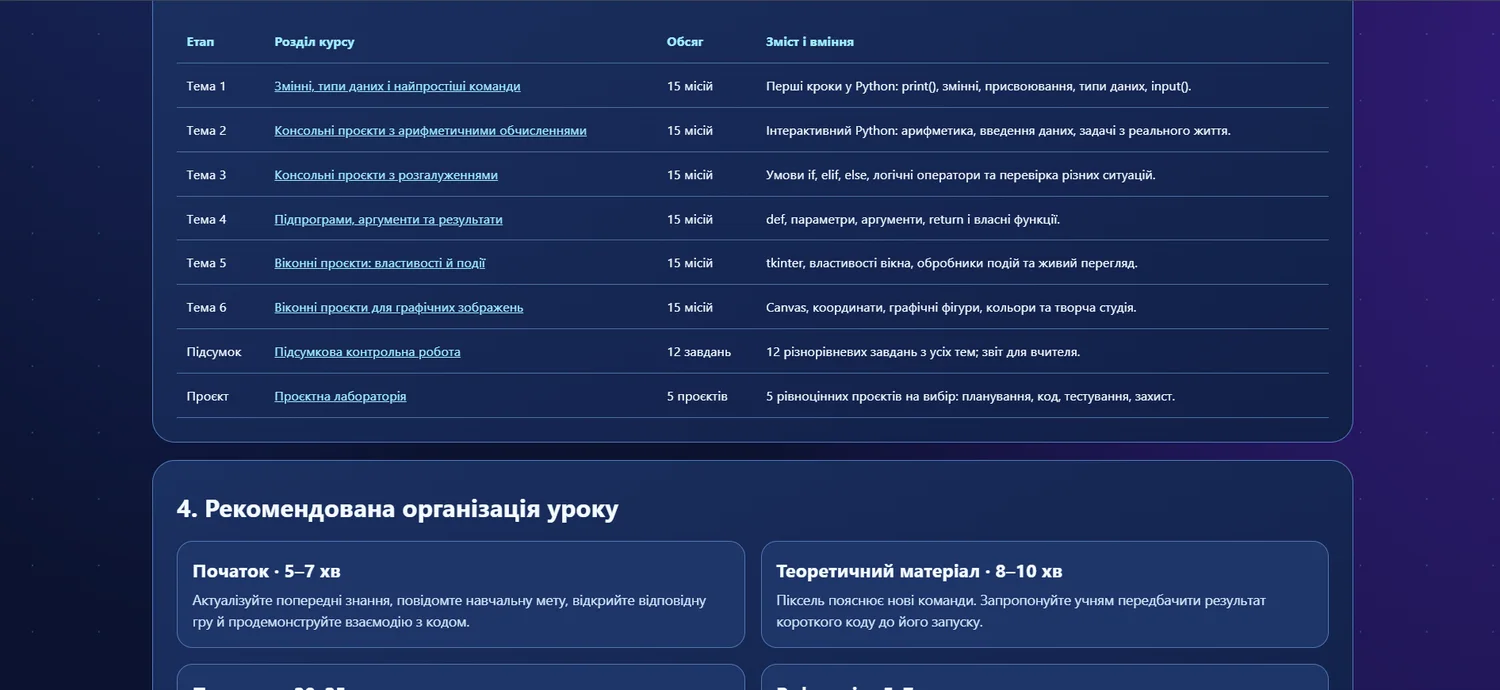 Етап Розділ курсу Обсяг Зміст і вміння
Тема 1 Змінні, типи даних і найпростіші команди 15 місій Перші кроки у Python: print(), змінні, присвоювання, типи даних, input().
Тема 2 Консольні проєкти з арифметичними обчисленнями 15 місій Інтерактивний Python: арифметика, введення даних, задачі з реального життя.
Тема 3 Консольні проєкти з розгалуженнями 15 місій Умови if, elif, else, логічні оператори та перевірка різних ситуацій.
Тема 4 Підпрограми, аргументи та результати 15 місій def, параметри, аргументи, return і власні функції.
Тема 5 Віконні проєкти: властивості й події 15 місій tkinter, властивості вікна, обробники подій та живий перегляд.
Тема 6 Віконні проєкти для графічних зображень 15 місій Canvas, координати, графічні фігури, кольори та творча студія.
Підсумок Підсумкова контрольна робота 12 завдань 12 різнорівневих завдань з усіх тем; звіт для вчителя.
Проєкт Проєктна лабораторія 5 проєктів 5 рівноцінних проєктів на вибір: планування, код, тестування, захист.
4. Рекомендована організація уроку
Початок · 5–7 хв
Актуалізуйте попередні знання, повідомте навчальну мету, відкрийте відповідну
гру й продемонструйте взаємодію з кодом.
Теоретичний матеріал · 8–10 хв
Піксель пояснює нові команди. Запропонуйте учням передбачити результат
короткого коду до його запуску.